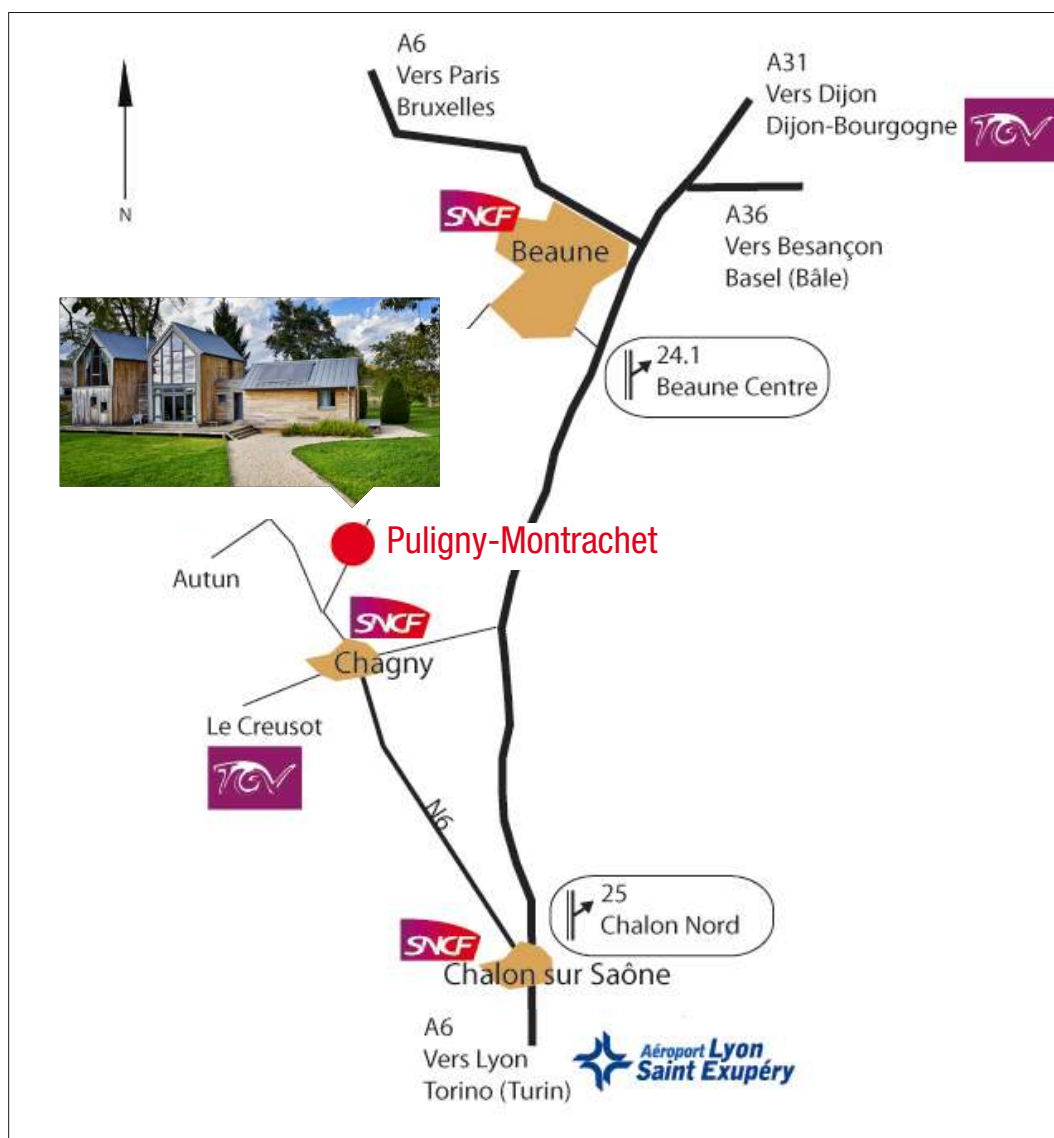 A6
Vers Paris
Bruxelles
A31
Vers Dijon
Dijon-Bourgogne
TGV
N
SNCF
Beaune
A36
Vers Besançon
Basel (Bâle)
24.1
Beaune Centre
Puligny-Montrachet
Autun
SNCF
Chagny
Le Creusot
TGV
N6
25
Chalon Nord
SNCF
Chalon sur Saône
A6
Vers Lyon
Torino (Turin)
Aéroport Lyon
Saint Exupéry